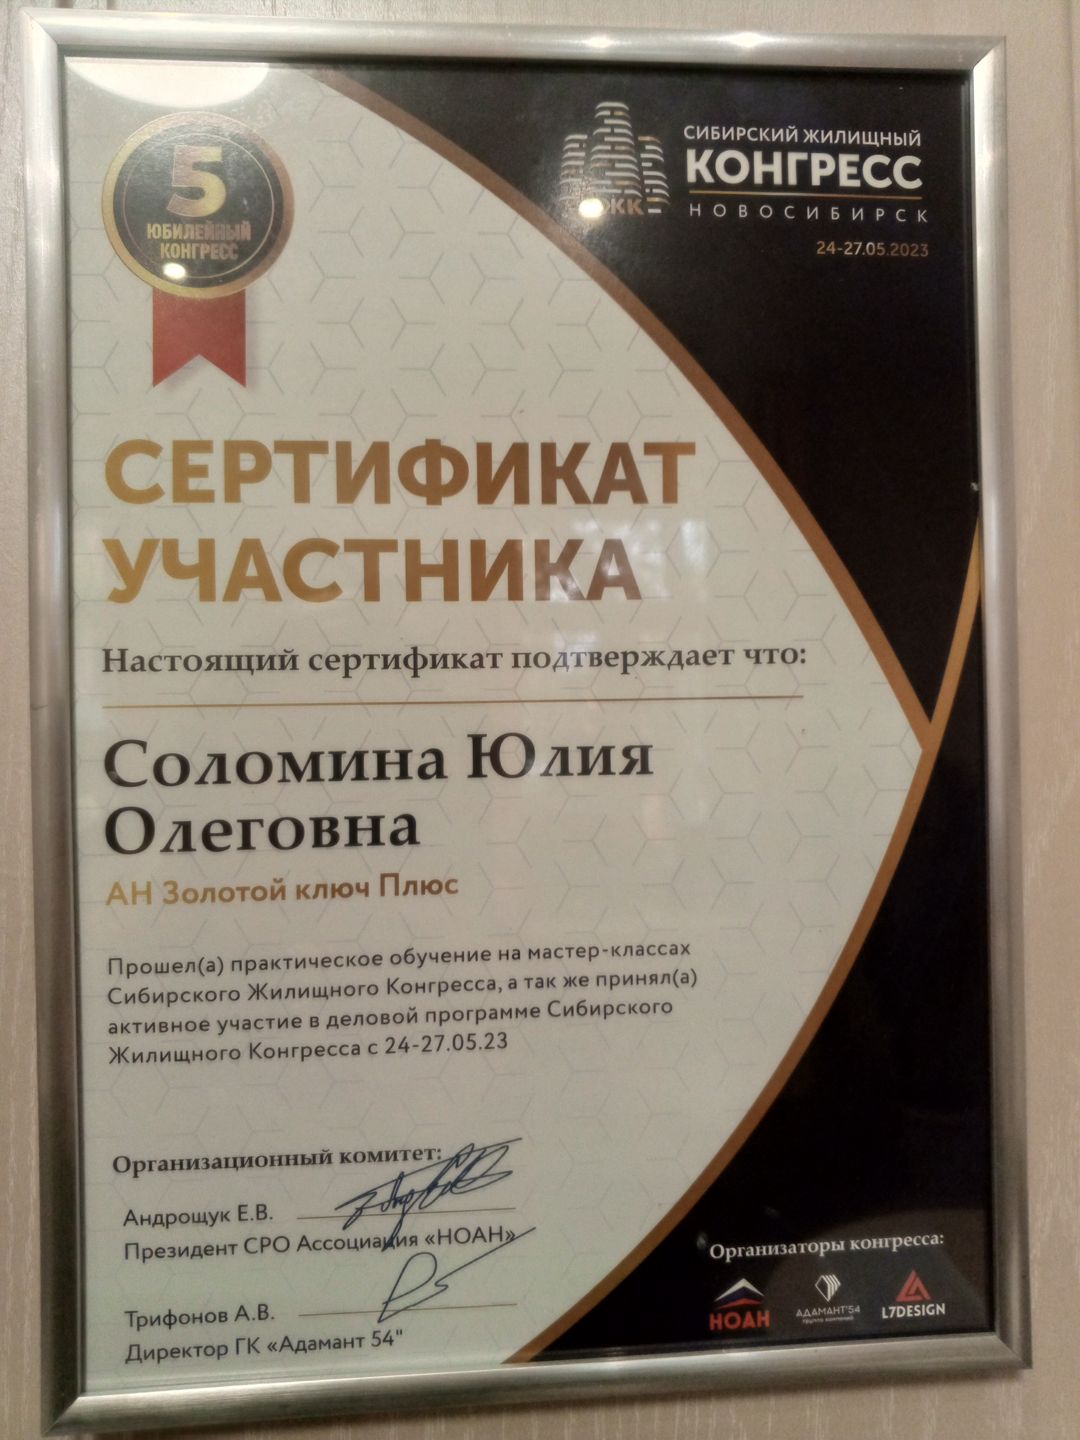 5
ЮБИЛЕЙНЫЙ
КОНГРЕСС
СИБИРСКИЙ ЖИЛИЩНЫЙ
КОНГРЕСС
НОВОСИБИРСК
24-27.05.2023
СЕРТИФИКАТ
УЧАСТНИКА
Настоящий сертификат подтверждает что:
Соломина Юлия
Олеговна
АН Золотой ключ Плюс
Прошел(а) практическое обучение на мастер-классах
Сибирского Жилищного Конгресса, а так же принял(а)
активное участие в деловой программе Сибирского
Жилищного Конгресса с 24-27.05.23
Организационный комитет:
Андрощук Е.В.
Президент СРО Ассоциация «НОАН»
Трифонов А.В.
Директор ГК «Адамант 54"
Организаторы конгресса:
НОАН
АДАМАНТ'54
группа компаний
L7DESIGN